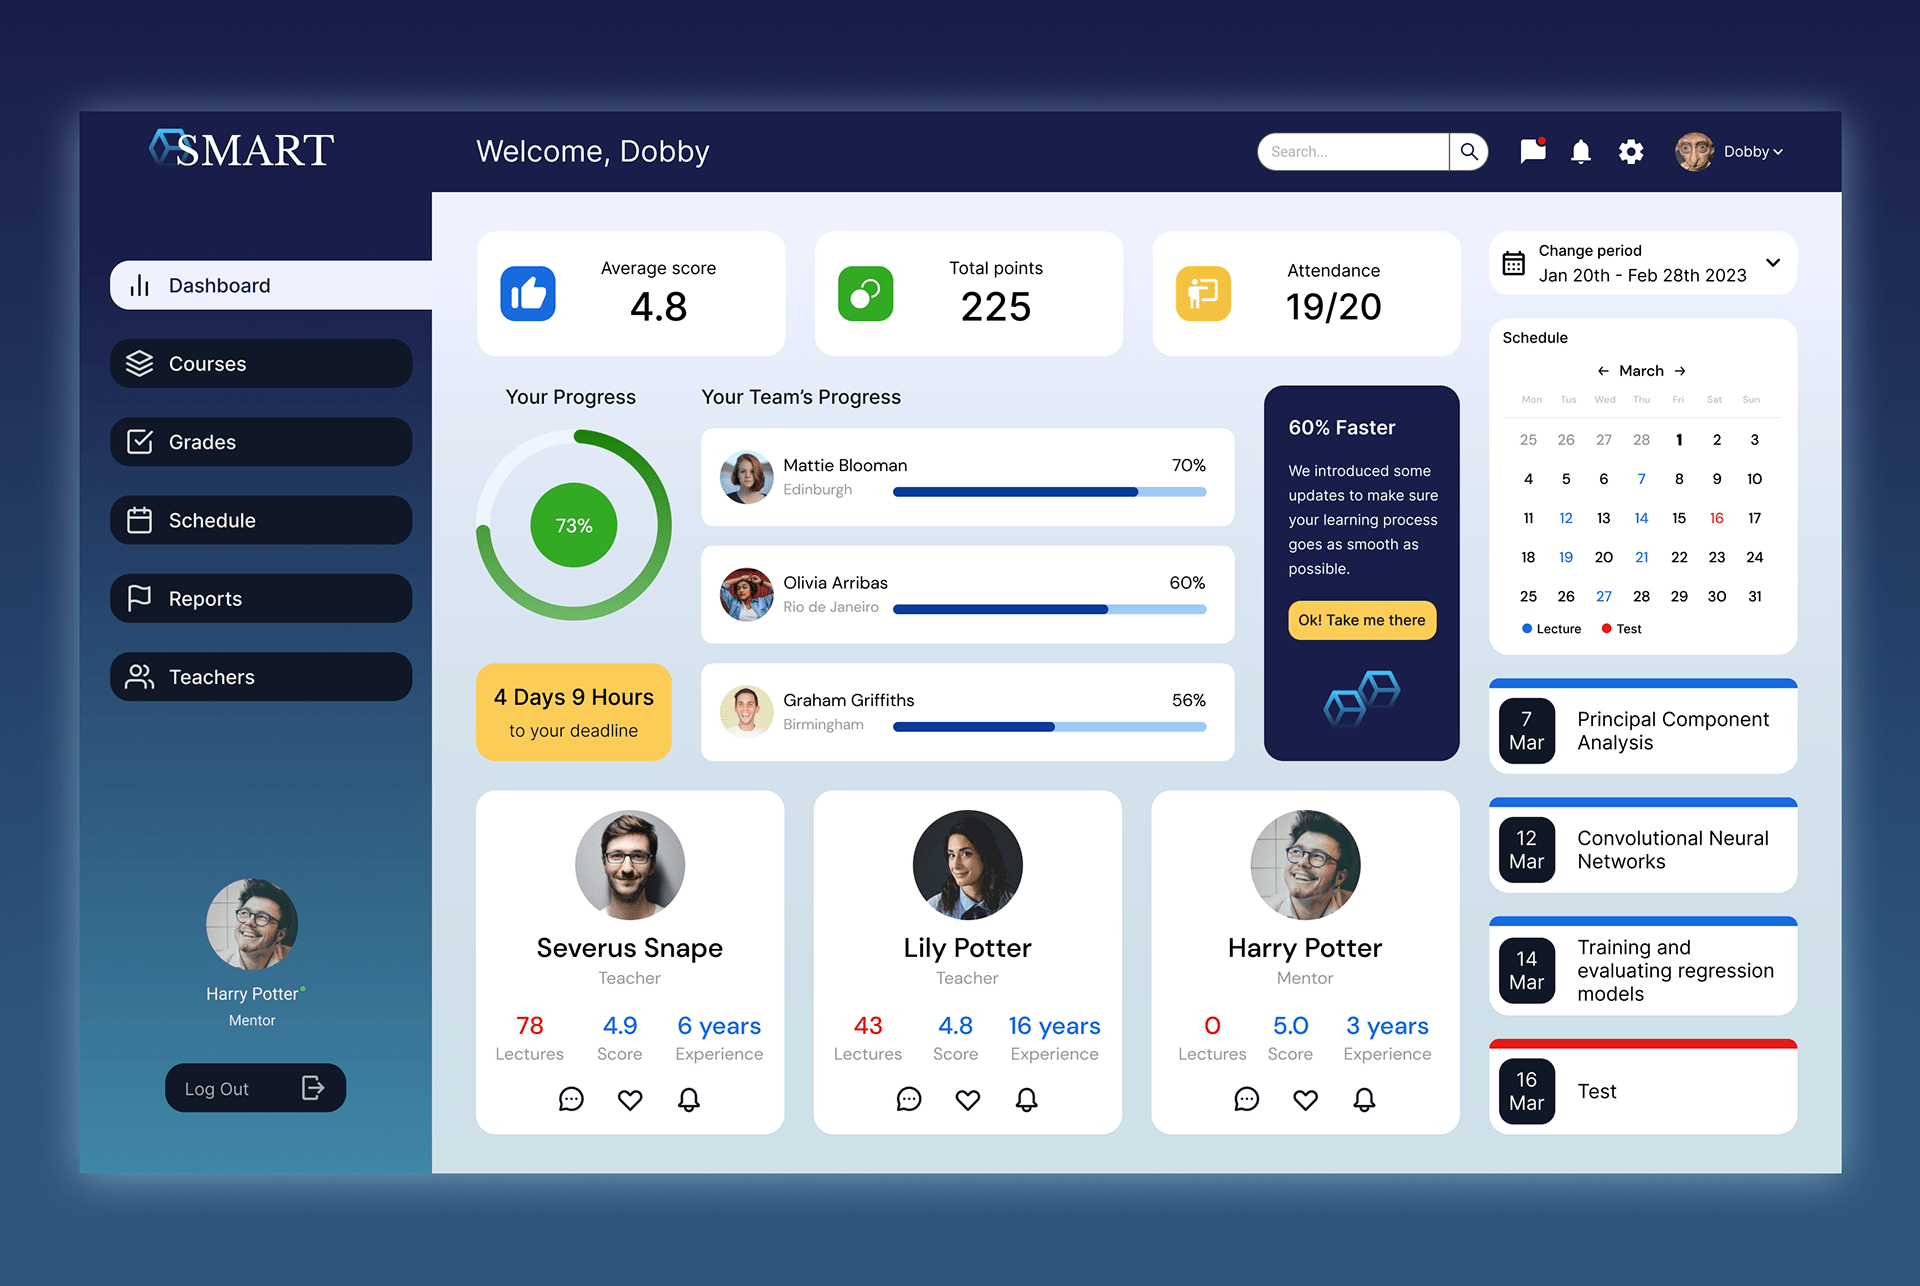 SMART
Welcome, Dobby
Search...
Dobby
Dashboard
Courses
Grades
Schedule
Reports
Teachers
Harry Potter
Mentor
Log Out
Average score
4.8
Total points
225
Attendance
19/20
Change period
Jan 20th - Feb 28th 2023
Your Progress
73%
4 Days 9 Hours
to your deadline
Your Team’s Progress
Mattie Blooman
70%
Edinburgh
Olivia Arribas
60%
Rio de Janeiro
Graham Griffiths
56%
Birmingham
60% Faster
We introduced some
updates to make sure
your learning process
goes as smooth as
possible.
Ok! Take me there
Schedule
← March →
Mon Tus Wed Thu Fri Sat Sun
25 26 27 28 1 2 3
4 5 6 7 8 9 10
11 12 13 14 15 16 17
18 19 20 21 22 23 24
25 26 27 28 29 30 31
Lecture Test
7
Mar
Principal Component
Analysis
12
Mar
Convolutional Neural
Networks
14
Mar
Training and
evaluating regression
models
16
Mar
Test
Severus Snape
Teacher
78 4.9 6 years
Lectures Score Experience
Lily Potter
Teacher
43 4.8 16 years
Lectures Score Experience
Harry Potter
Mentor
0 5.0 3 years
Lectures Score Experience